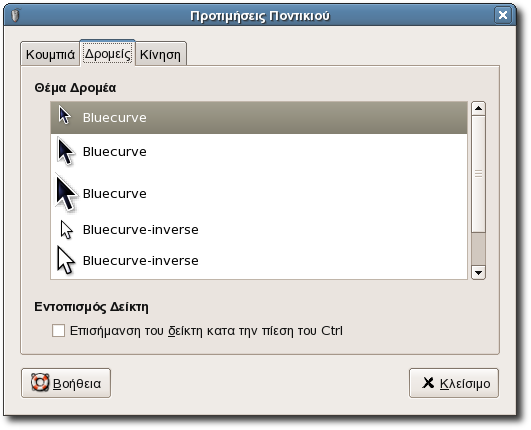 Προτιμήσεις Ποντικιού
Κουμπιά Δρομείς Κίνηση
Θέμα Δρομέα
Bluecurve
Bluecurve
Bluecurve
Bluecurve-inverse
Bluecurve-inverse
Εντοπισμός Δείκτη
Επισήμανση του δείκτη κατα την πίεση του Ctrl
Βοήθεια Κλείσιμο